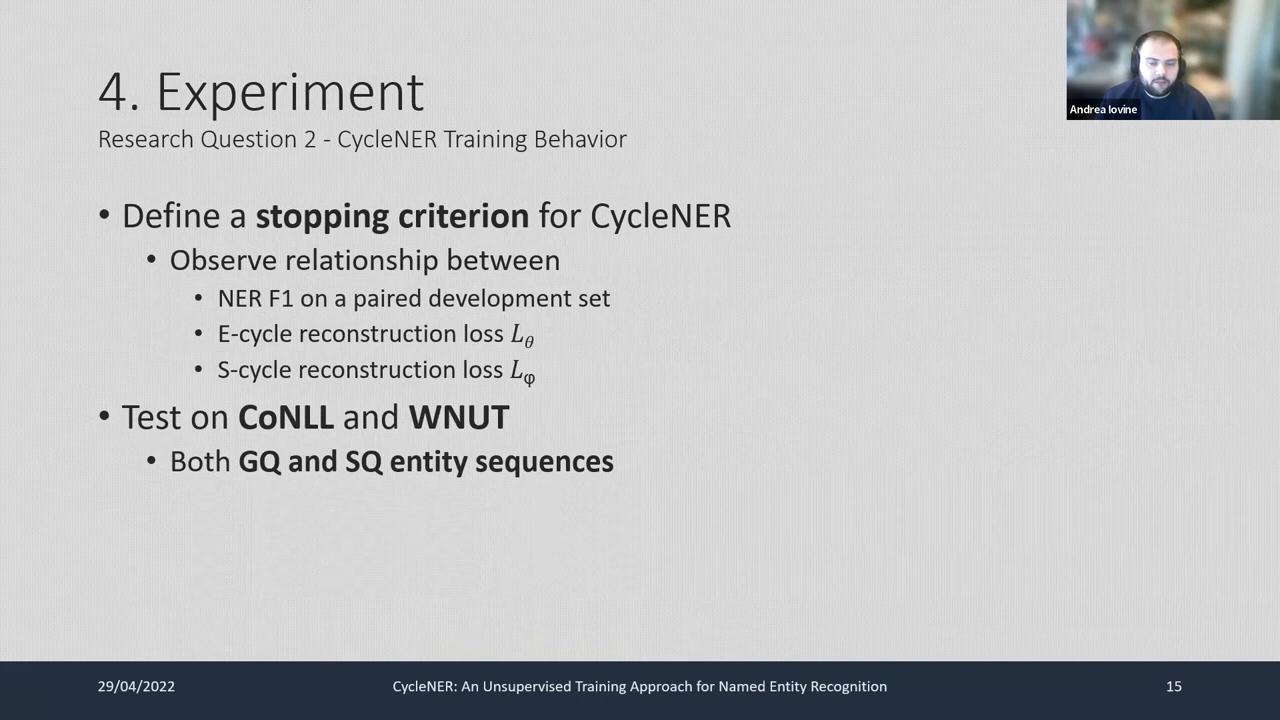 4. Experiment
Research Question 2 - CycleNER Training Behavior
• Define a stopping criterion for CycleNER
• Observe relationship between
• NER F1 on a paired development set
• E-cycle reconstruction loss L_θ
• S-cycle reconstruction loss L_φ
• Test on CoNLL and WNUT
• Both GQ and SQ entity sequences
Andrea Iovine
29/04/2022
CycleNER: An Unsupervised Training Approach for Named Entity Recognition
15